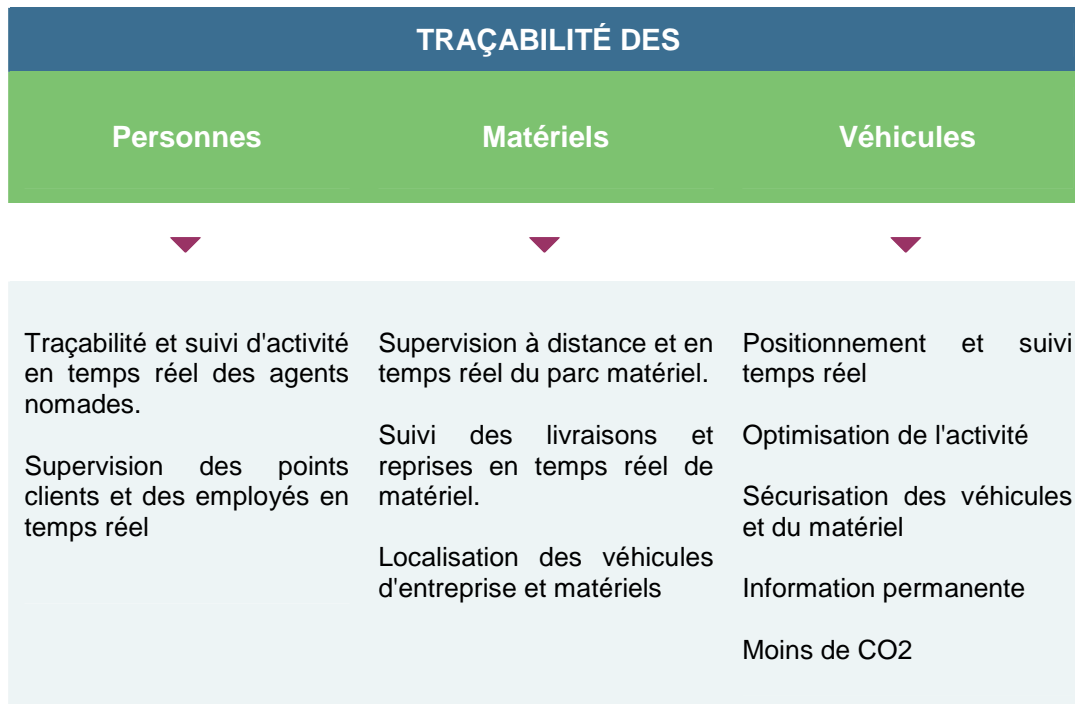 TRAÇABILITÉ DES
Personnes
Matériels
Véhicules
Traçabilité et suivi d'activité
en temps réel des agents
nomades.
Supervision des points
clients et des employés en
temps réel
Supervision à distance et en
temps réel du parc matériel.
Suivi des livraisons et
reprises en temps réel de
matériel.
Localisation des véhicules
d'entreprise et matériels
Positionnement et suivi
temps réel
Optimisation de l'activité
Sécurisation des véhicules
et du matériel
Information permanente
Moins de CO2